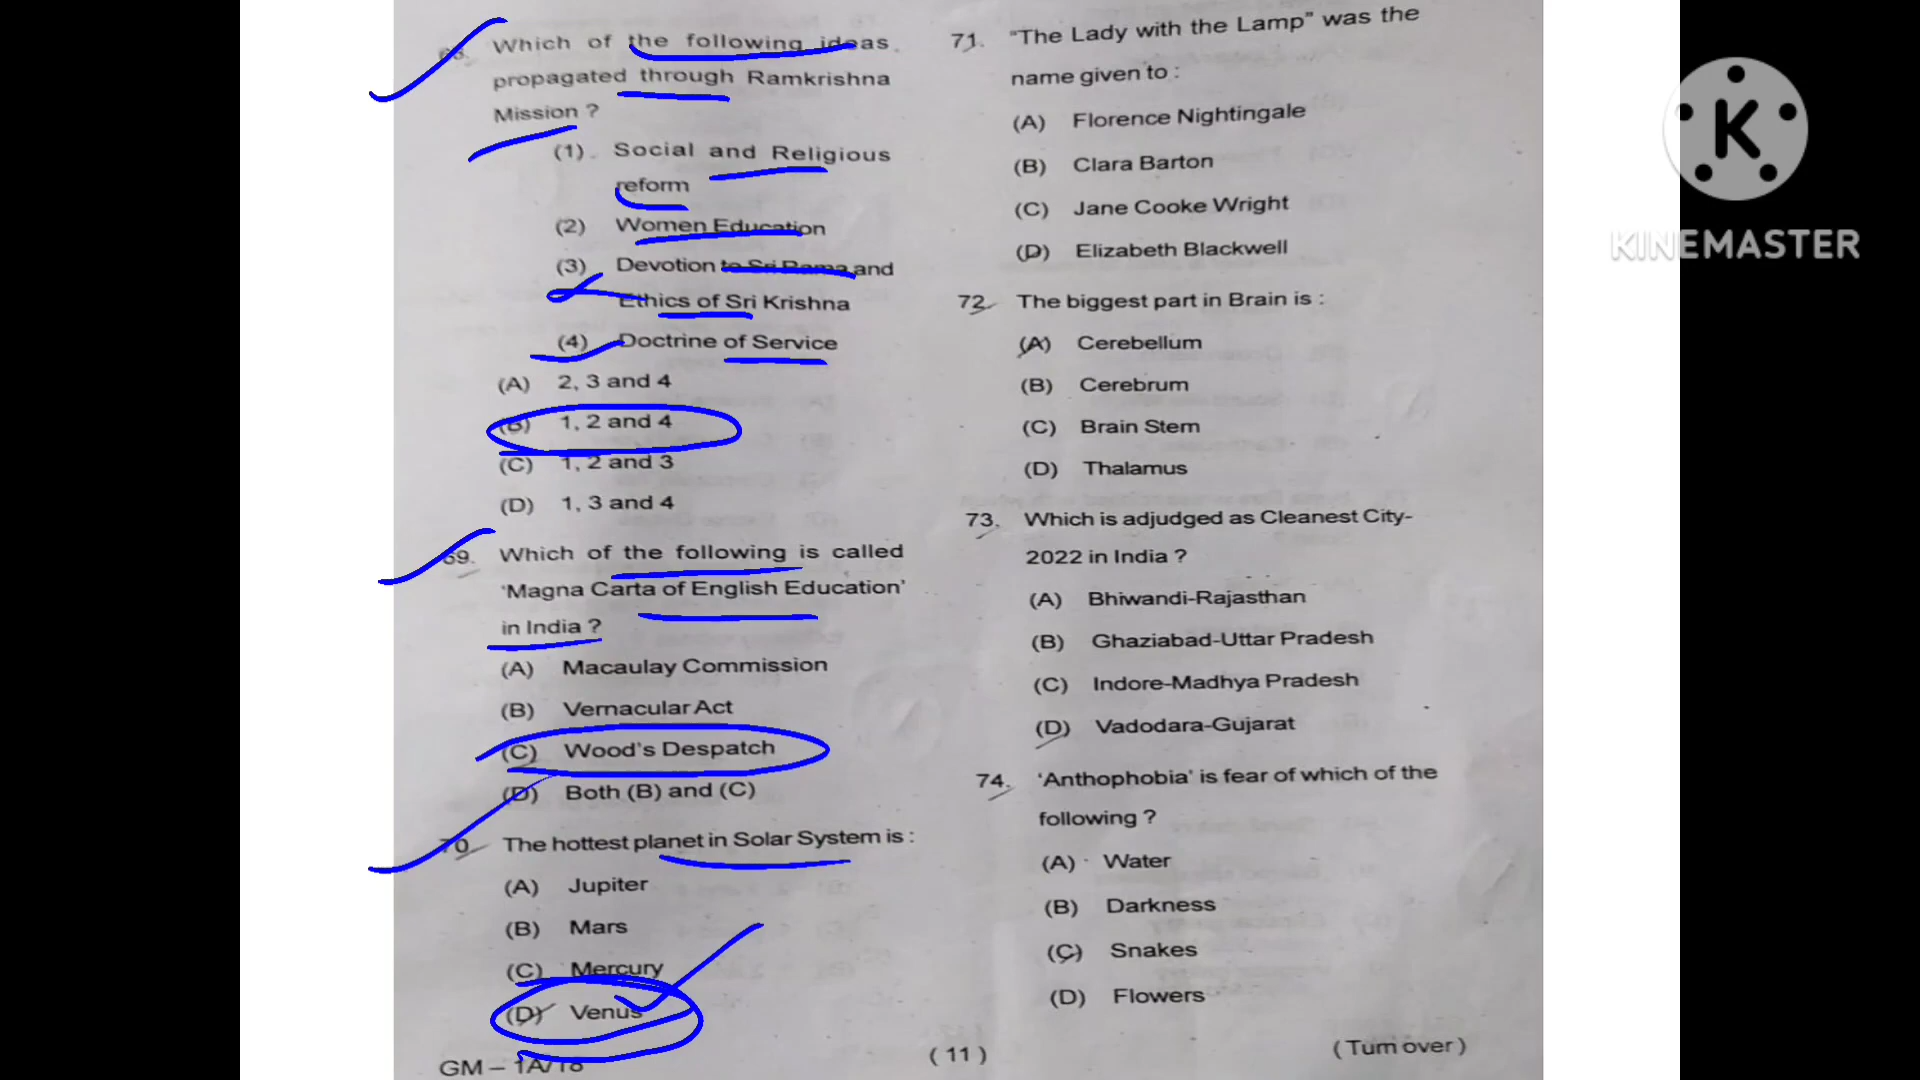 68. Which of the following ideas
propagated through Ramkrishna
Mission ?
(1) Social and Religious
reform
(2) Women Education
(3) Devotion to Sri Rama and
Ethics of Sri Krishna
(4) Doctrine of Service
(A) 2, 3 and 4
(B) 1, 2 and 4
(C) 1, 2 and 3
(D) 1, 3 and 4
69. Which of the following is called
'Magna Carta of English Education'
in India ?
(A) Macaulay Commission
(B) Vernacular Act
(C) Wood's Despatch
(D) Both (B) and (C)
70. The hottest planet in Solar System is :
(A) Jupiter
(B) Mars
(C) Mercury
(D) Venus
GM – 1A/18
71. "The Lady with the Lamp" was the
name given to :
(A) Florence Nightingale
(B) Clara Barton
(C) Jane Cooke Wright
(D) Elizabeth Blackwell
72. The biggest part in Brain is :
(A) Cerebellum
(B) Cerebrum
(C) Brain Stem
(D) Thalamus
73. Which is adjudged as Cleanest City-
2022 in India ?
(A) Bhiwandi-Rajasthan
(B) Ghaziabad-Uttar Pradesh
(C) Indore-Madhya Pradesh
(D) Vadodara-Gujarat
74. 'Anthophobia' is fear of which of the
following ?
(A) Water
(B) Darkness
(C) Snakes
(D) Flowers
( 11 )
( Turn over )
K
KINEMASTER